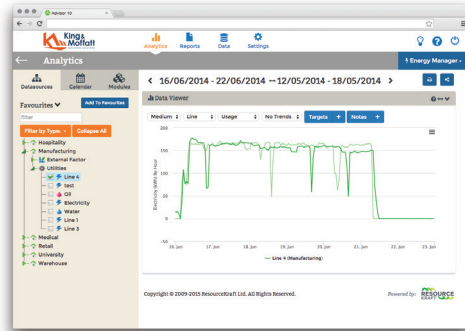 Advisor 10
King&
Moffatt
Analytics
Reports
Data
Settings
Analytics
Energy Manager
Datasources
Calendar
Modules
16/06/2014 - 22/06/2014 -- 12/05/2014 - 18/05/2014
Favourites
Add To Favourites
Filter
Filter by Type
Collapse All
Hospitality
Manufacturing
External Factor
Utilities
Line 4
test
Oil
Electricity
Water
Line 1
Line 3
Medical
Retail
University
Warehouse
Data Viewer
Medium
Line
Usage
No Trends
Targets +
Notes +
Electricity (kWh) By Hour
200
150
100
50
0
-50
16. Jun
17. Jun
18. Jun
19. Jun
20. Jun
21. Jun
22. Jun
23. Jun
Line 4 (Manufacturing)
Copyright © 2009-2015 ResourceKraft Ltd. All Rights Reserved.
Powered by:
RESOURCE
KRAFT